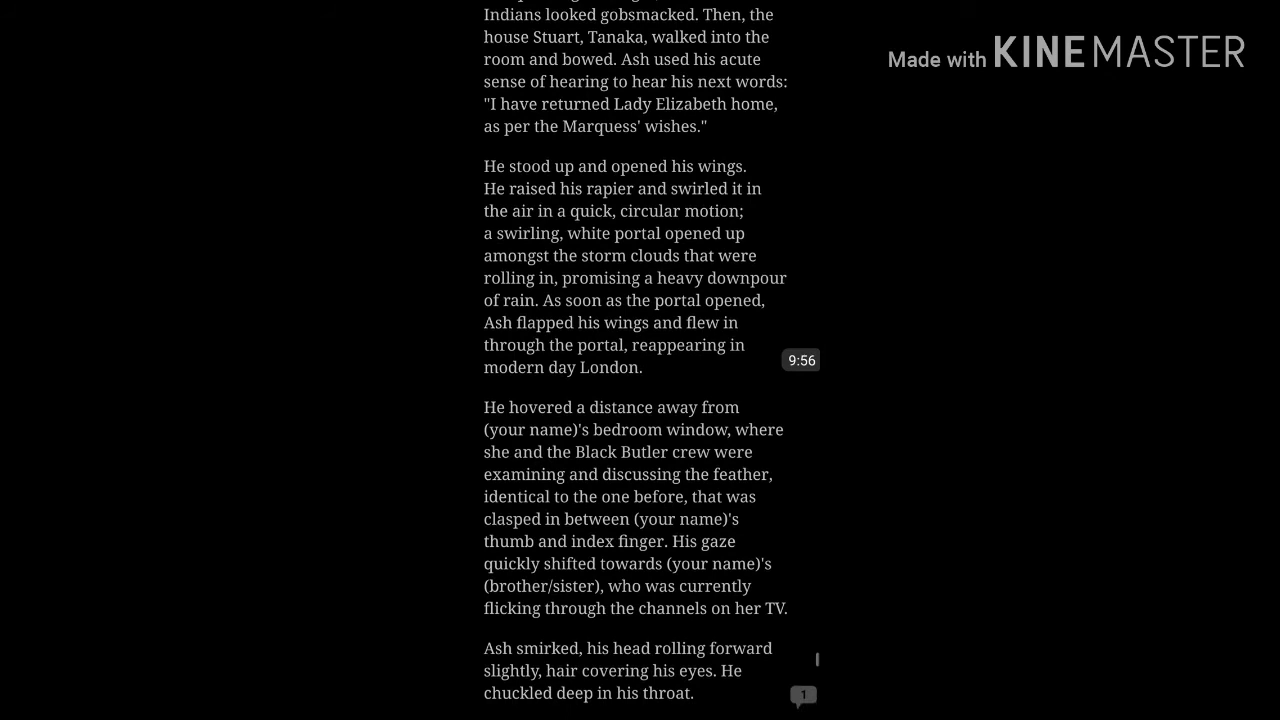 Indians looked gobsmacked. Then, the
house Stuart, Tanaka, walked into the
room and bowed. Ash used his acute
sense of hearing to hear his next words:
"I have returned Lady Elizabeth home,
as per the Marquess' wishes."
He stood up and opened his wings.
He raised his rapier and swirled it in
the air in a quick, circular motion;
a swirling, white portal opened up
amongst the storm clouds that were
rolling in, promising a heavy downpour
of rain. As soon as the portal opened,
Ash flapped his wings and flew in
through the portal, reappearing in
modern day London.
He hovered a distance away from
(your name)'s bedroom window, where
she and the Black Butler crew were
examining and discussing the feather,
identical to the one before, that was
clasped in between (your name)'s
thumb and index finger. His gaze
quickly shifted towards (your name)'s
(brother/sister), who was currently
flicking through the channels on her TV.
Ash smirked, his head rolling forward
slightly, hair covering his eyes. He
chuckled deep in his throat.
Made with KINEMASTER
9:56
1